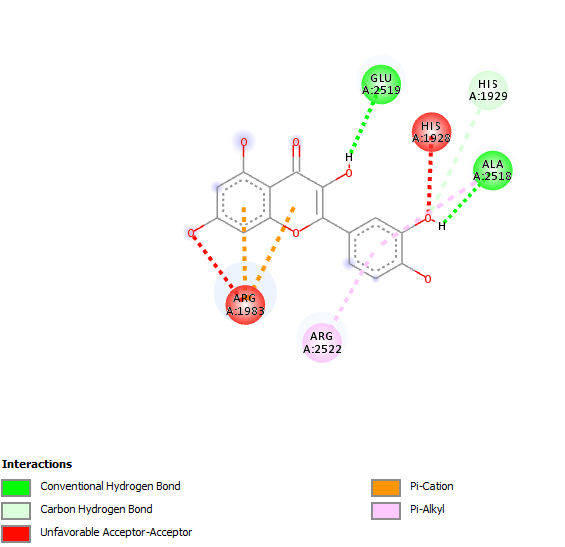 GLU
A:2519
HIS
A:1929
HIS
A:1928
ALA
A:2518
O
O
H
O
O
O
O
H
O
ARG
A:1983
ARG
A:2522
Interactions
Conventional Hydrogen Bond
Carbon Hydrogen Bond
Unfavorable Acceptor-Acceptor
Pi-Cation
Pi-Alkyl